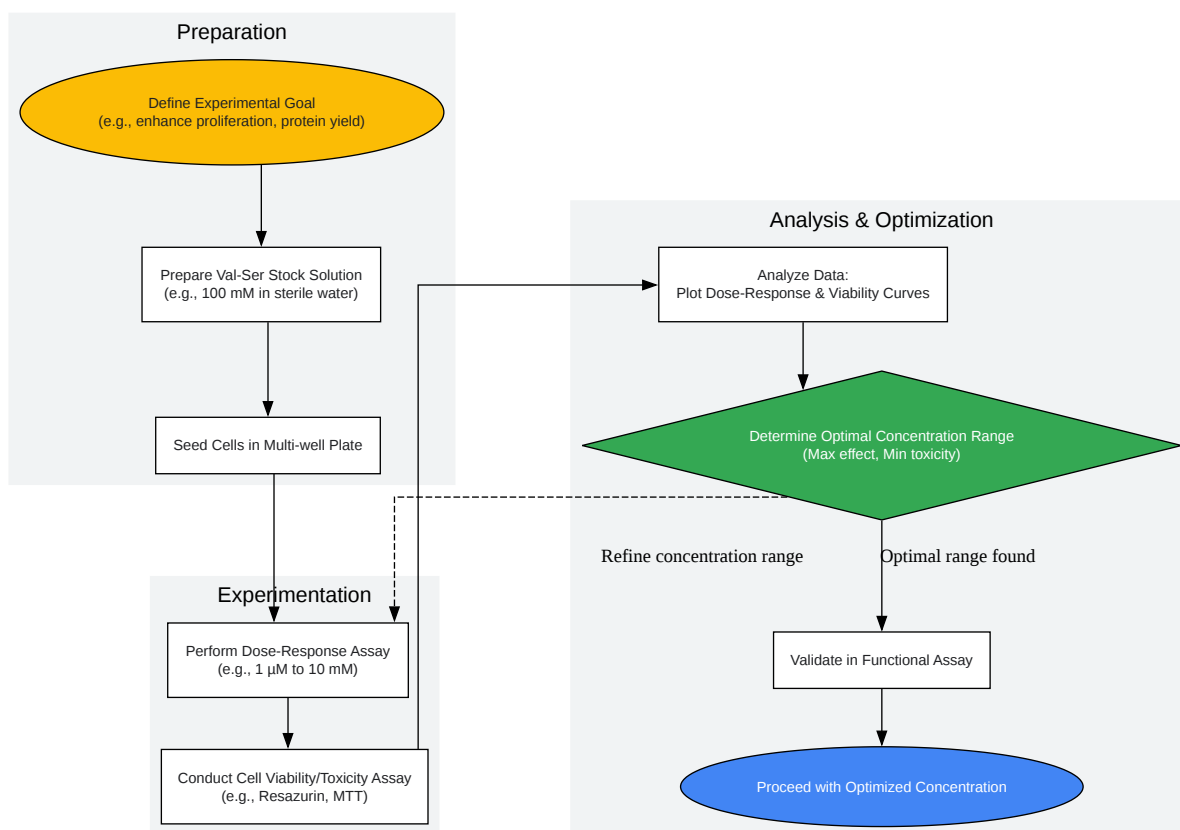 Preparation
Define Experimental Goal
(e.g., enhance proliferation, protein yield)
Prepare Val-Ser Stock Solution
(e.g., 100 mM in sterile water)
Seed Cells in Multi-well Plate
Experimentation
Perform Dose-Response Assay
(e.g., 1 µM to 10 mM)
Conduct Cell Viability/Toxicity Assay
(e.g., Resazurin, MTT)
Analysis & Optimization
Analyze Data:
Plot Dose-Response & Viability Curves
Determine Optimal Concentration Range
(Max effect, Min toxicity)
Refine concentration range
Optimal range found
Validate in Functional Assay
Proceed with Optimized Concentration